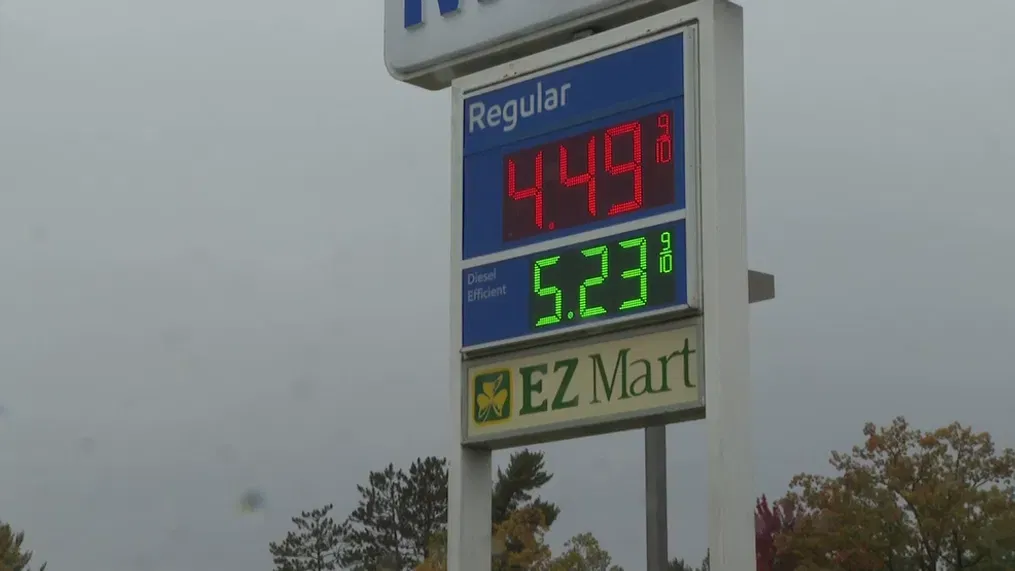 Regular
4.49 9/10
Diesel
Efficient
5.23 9/10
EZ Mart